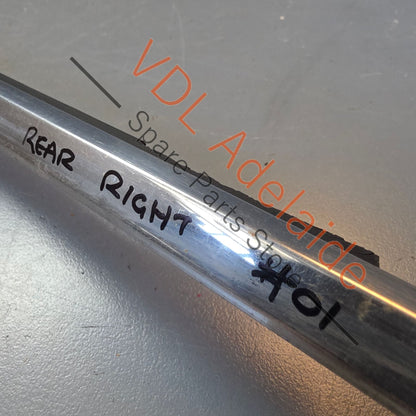 VDL Adelaide
Spare Parts Store
REAR RIGHT
#01